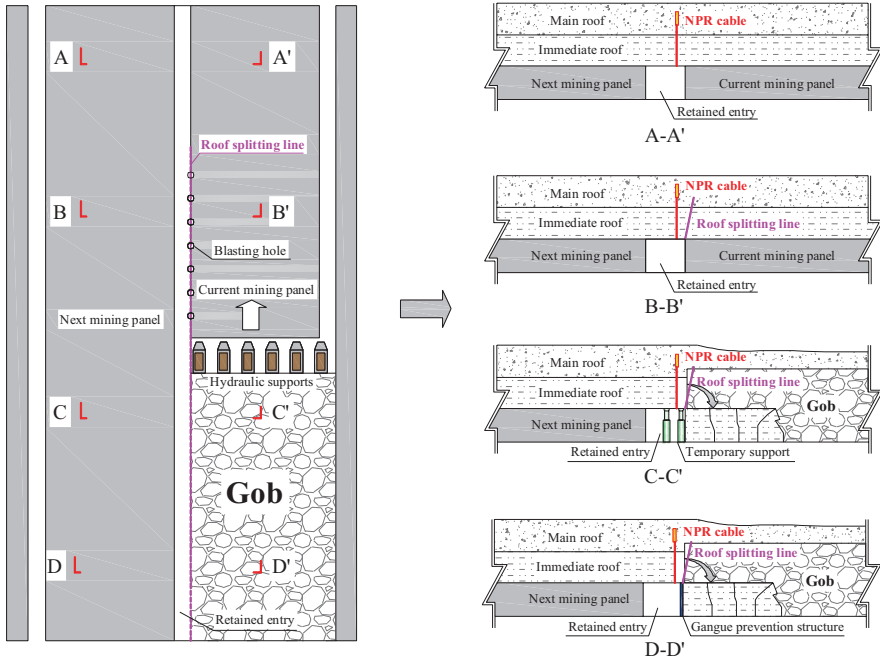 A
A'
Roof splitting line
B
B'
Blasting hole
Current mining panel
Next mining panel
Hydraulic supports
C
C'
Gob
D
D'
Retained entry
Main roof
NPR cable
Immediate roof
Next mining panel
Current mining panel
Retained entry
A-A'
Main roof
NPR cable
Immediate roof
Roof splitting line
Next mining panel
Current mining panel
Retained entry
B-B'
Main roof
NPR cable
Roof splitting line
Immediate roof
Gob
Next mining panel
Retained entry
Temporary support
C-C'
Main roof
NPR cable
Roof splitting line
Immediate roof
Gob
Next mining panel
Retained entry
Gangue prevention structure
D-D'